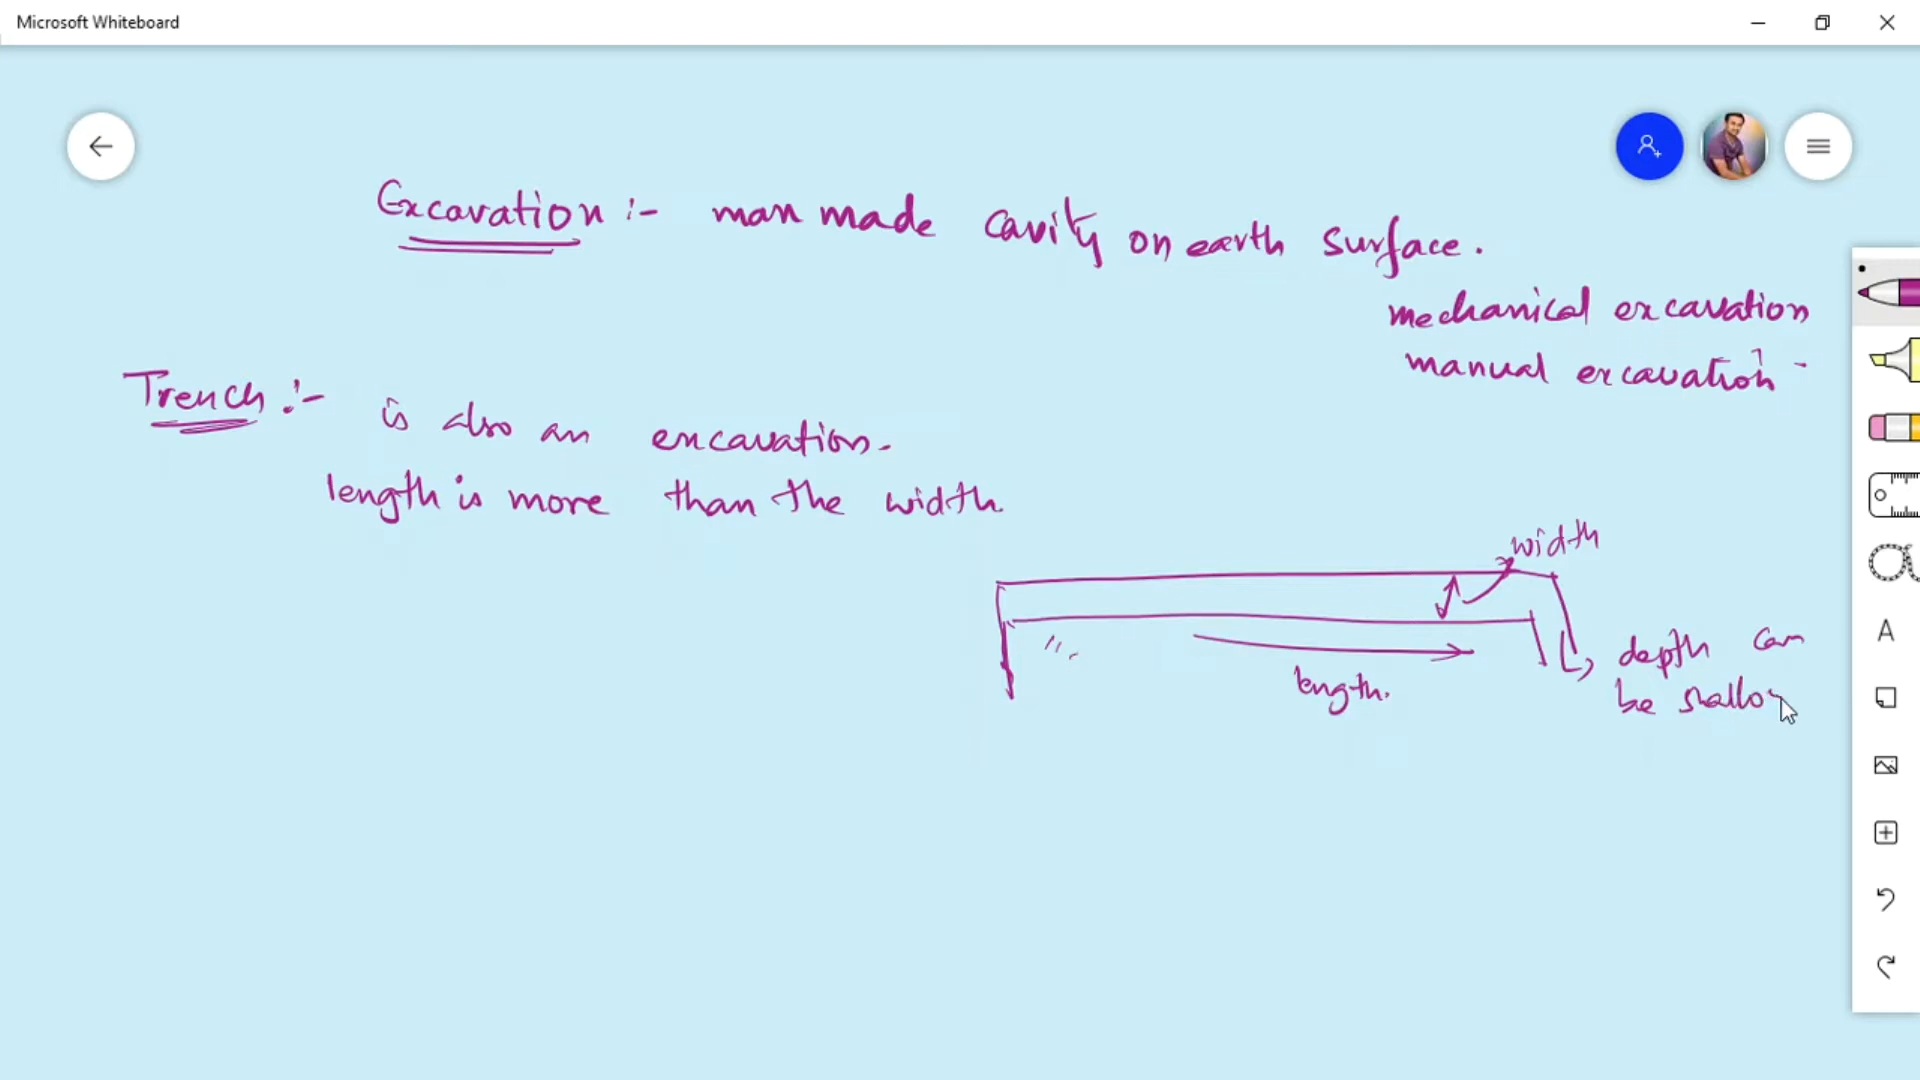 Microsoft Whiteboard
Excavation :- man made cavity on earth surface.
mechanical excavation
manual excavation -
Trench :- is also an excavation.
length is more than the width.
width
length.
depth can
be shallow
A